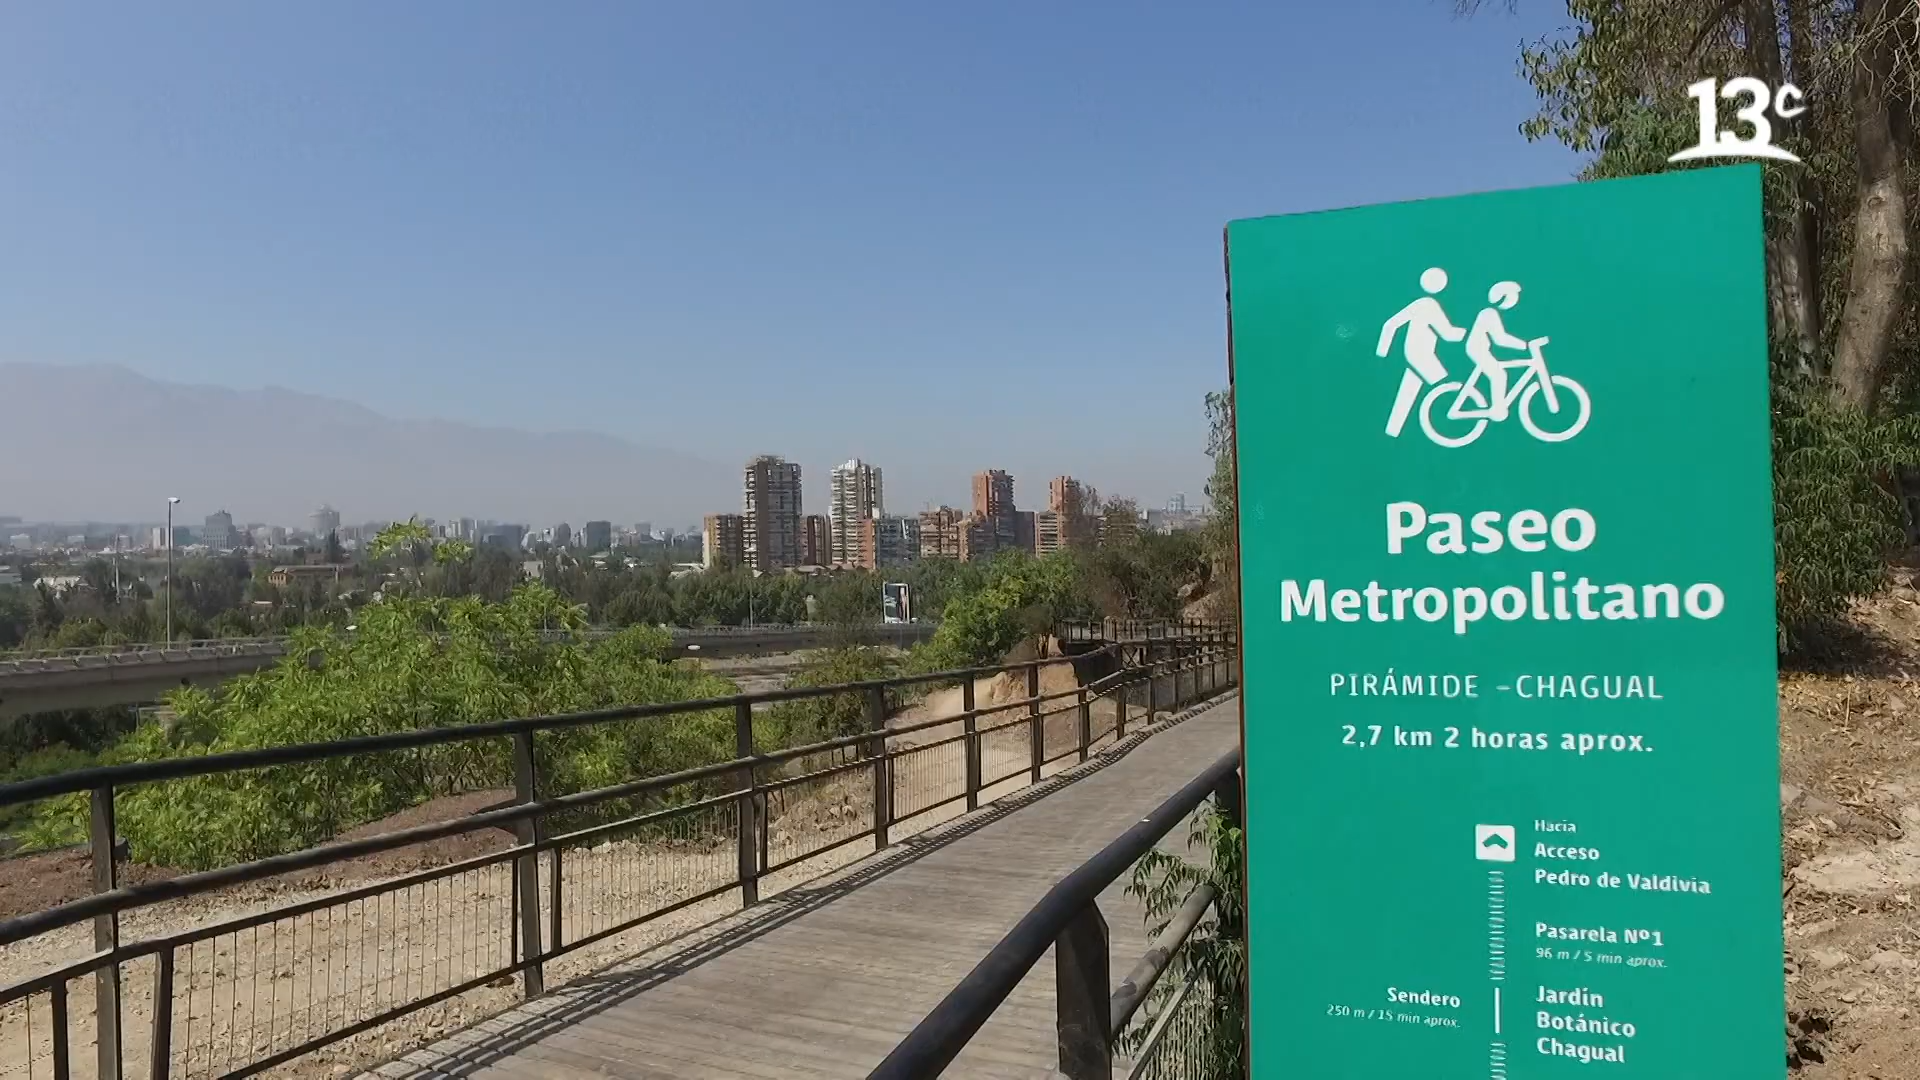 13c
Paseo
Metropolitano
PIRÁMIDE -CHAGUAL
2,7 km 2 horas aprox.
Hacia
Acceso
Pedro de Valdivia
Pasarela Nº1
96 m / 5 min aprox.
Sendero
250 m / 15 min aprox.
Jardín
Botánico
Chagual